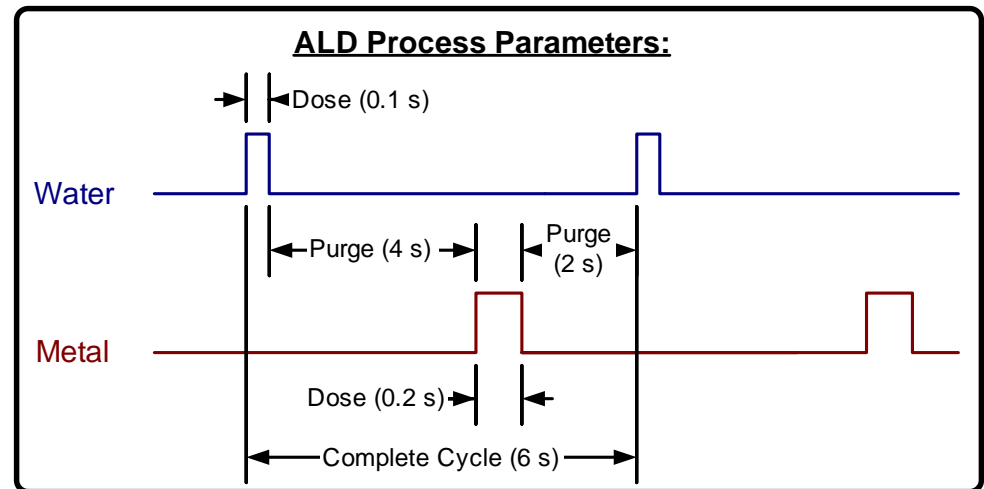 ALD Process Parameters:
Dose (0.1 s)
Water
Purge (4 s)
Purge
(2 s)
Metal
Dose (0.2 s)
Complete Cycle (6 s)